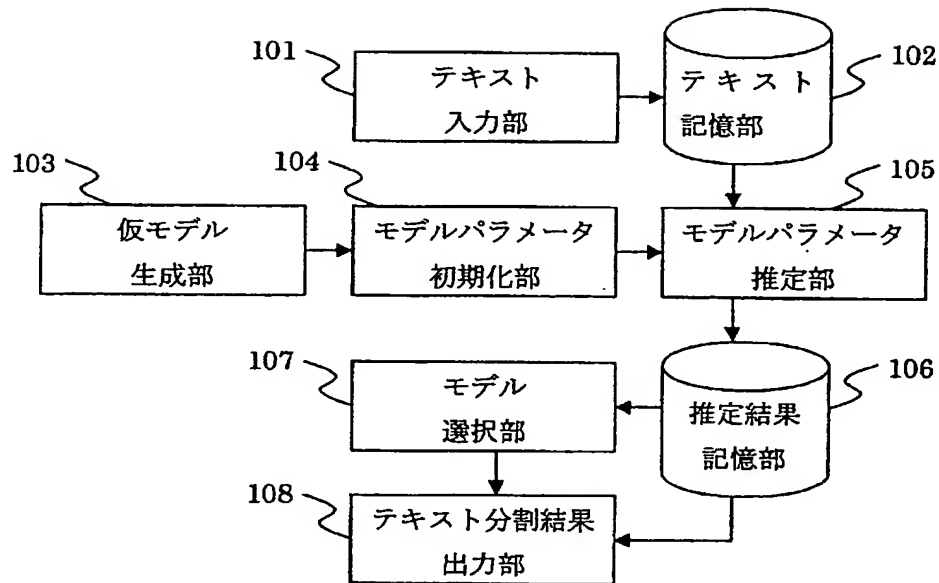 101
テキスト
入力部
テキスト
記憶部
102
103
仮モデル
生成部
104
モデルパラメータ
初期化部
105
モデルパラメータ
推定部
107
モデル
選択部
推定結果
記憶部
106
108
テキスト分割結果
出力部